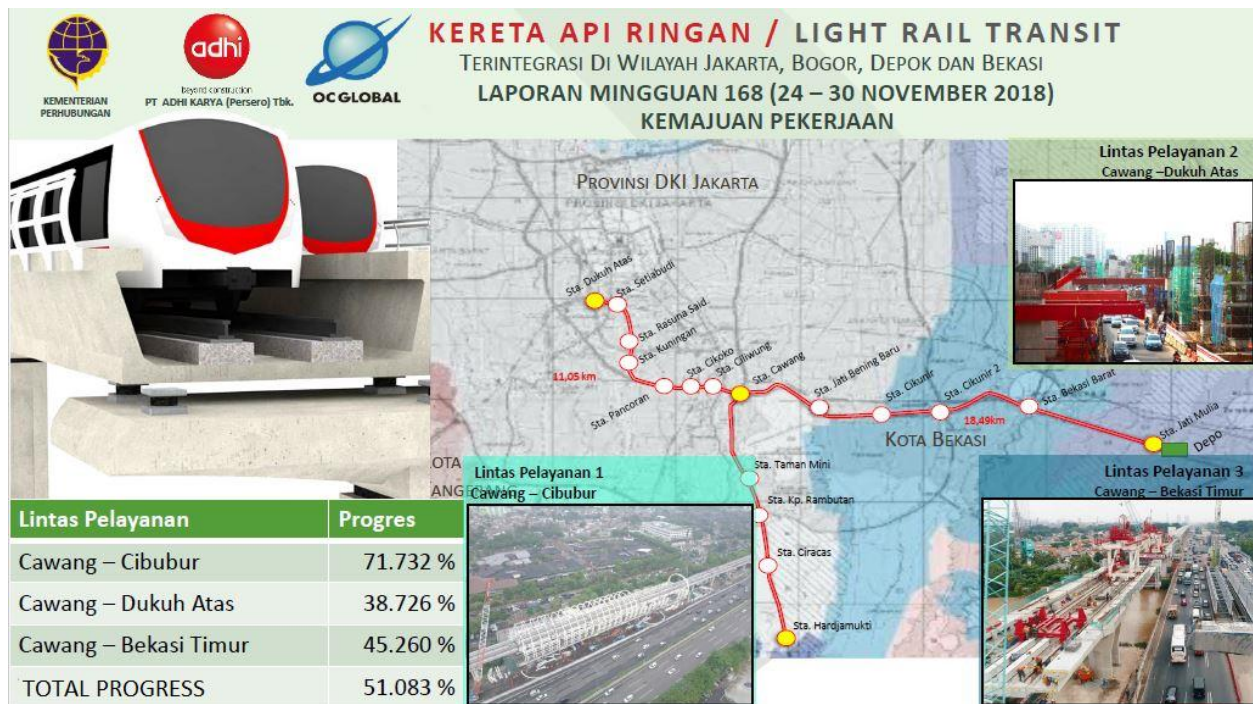 KEMENTERIAN
PERHUBUNGAN
adhi
beyond construction
PT ADHI KARYA (Persero) Tbk.
OCGLOBAL
KERETA API RINGAN / LIGHT RAIL TRANSIT
TERINTEGRASI DI WILAYAH JAKARTA, BOGOR, DEPOK DAN BEKASI
LAPORAN MINGGUAN 168 (24 – 30 NOVEMBER 2018)
KEMAJUAN PEKERJAAN
PROVINSI DKI JAKARTA
Lintas Pelayanan 2
Cawang –Dukuh Atas
Sta. Dukuh Atas
Sta. Setiabudi
Sta. Rasuna Said
Sta. Kuningan
11,05 km
Sta. Pancoran
Sta. Cikoko
Sta. Ciliwung
Sta. Cawang
Sta. Jati Bening Baru
Sta. Cikunir
Sta. Cikunir 2
Sta. Bekasi Barat
Sta. Jati Mulia
Depo
18,49km
KOTA BEKASI
Sta. Taman Mini
Sta. Kp. Rambutan
Sta. Ciracas
Sta. Hardjamukti
OTA
ANGERANG
Lintas Pelayanan 1
Cawang – Cibubur
Lintas Pelayanan 3
Cawang – Bekasi Timur
Lintas Pelayanan Progres
Cawang – Cibubur 71.732 %
Cawang – Dukuh Atas 38.726 %
Cawang – Bekasi Timur 45.260 %
TOTAL PROGRESS 51.083 %